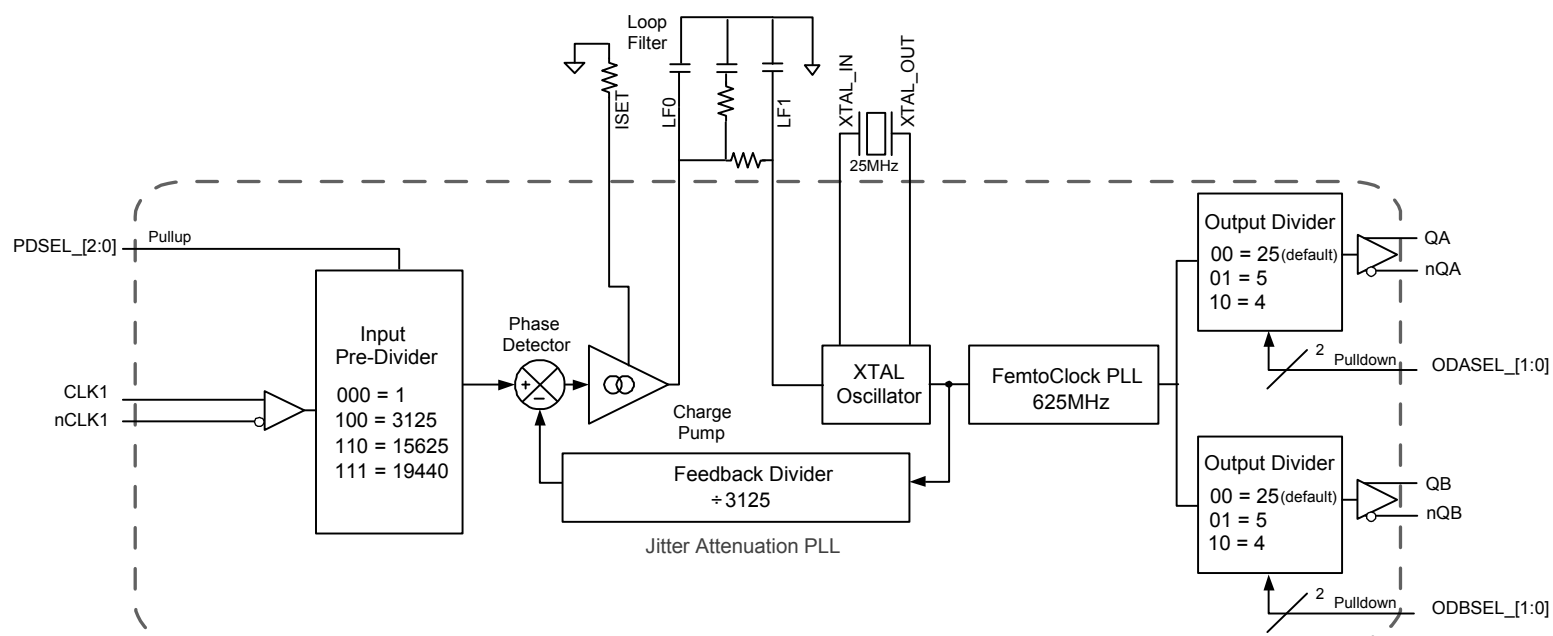 Loop
Filter
ISET
LF0
LF1
XTAL_IN
XTAL_OUT
25MHz
PDSEL_[2:0]
Pullup
Input
Pre-Divider
000 = 1
100 = 3125
110 = 15625
111 = 19440
CLK1
nCLK1
Phase
Detector
+
−
Charge
Pump
XTAL
Oscillator
FemtoClock PLL
625MHz
Feedback Divider
÷3125
Jitter Attenuation PLL
Output Divider
00 = 25(default)
01 = 5
10 = 4
QA
nQA
2
Pulldown
ODASEL_[1:0]
Output Divider
00 = 25(default)
01 = 5
10 = 4
QB
nQB
2
Pulldown
ODBSEL_[1:0]